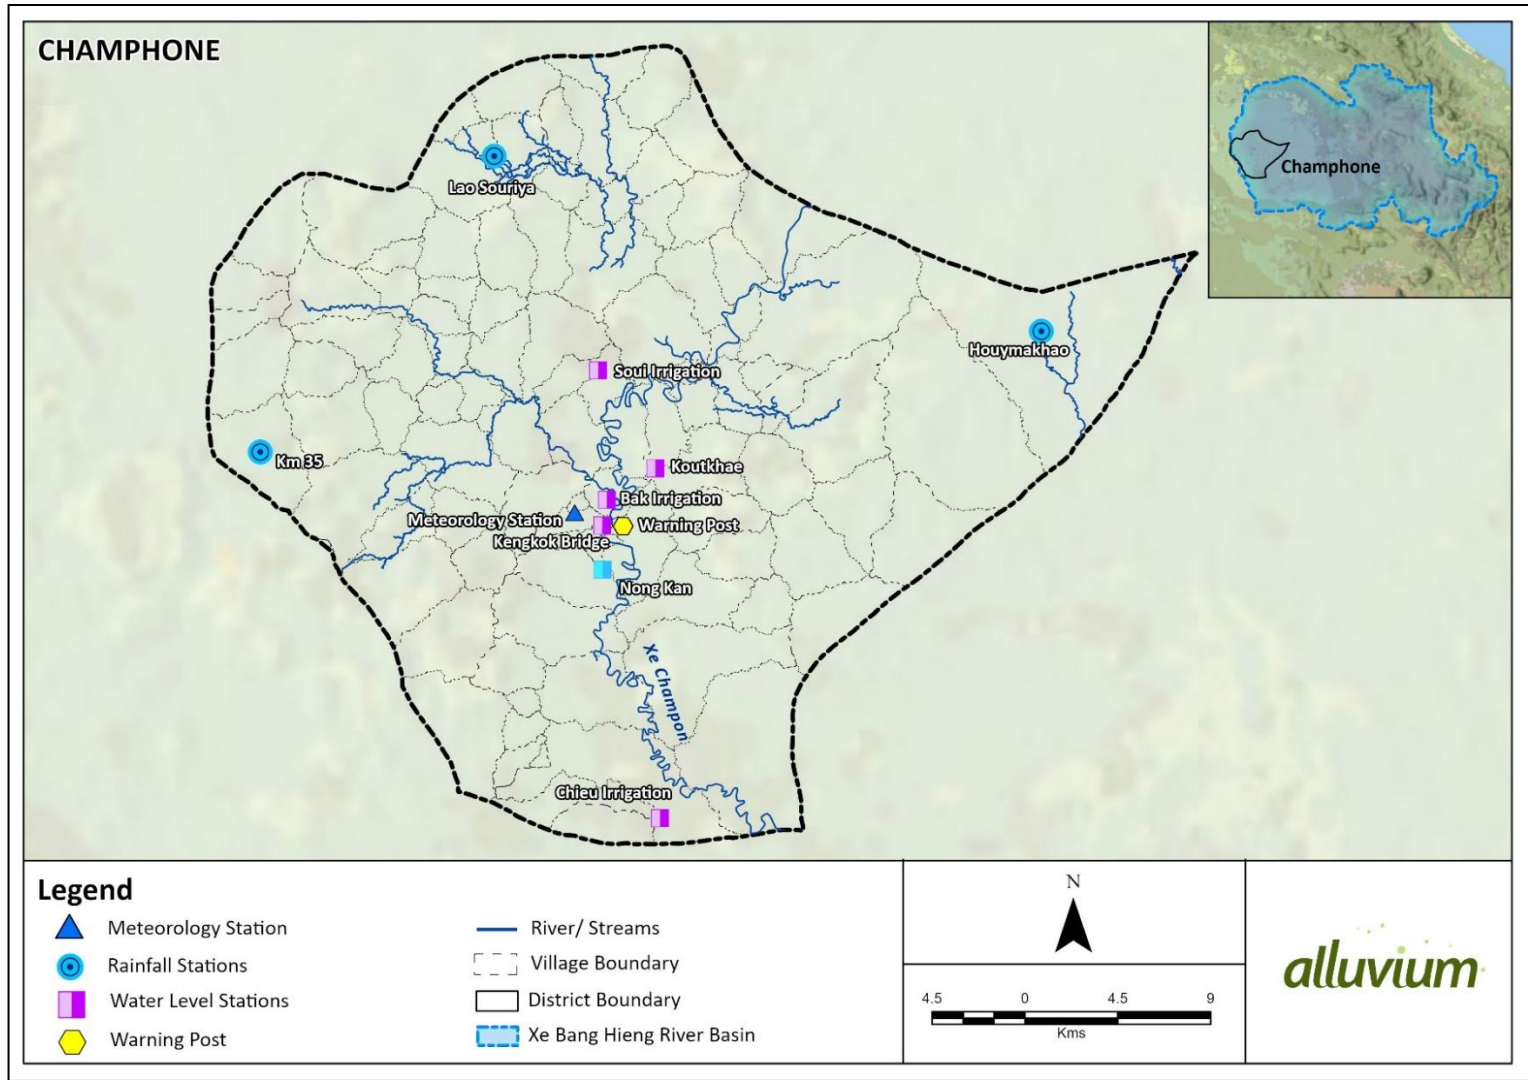 CHAMPHONE
Champhone
Lao Souriya
Houymakhao
Soui Irrigation
Km 35
Koutkhae
Bak Irrigation
Meteorology Station
Warning Post
Kengkok Bridge
Nong Kan
Xe Champon
Chieu Irrigation
Legend
Meteorology Station
Rainfall Stations
Water Level Stations
Warning Post
River/ Streams
Village Boundary
District Boundary
Xe Bang Hieng River Basin
N
4.5 0 4.5 9
Kms
alluvium